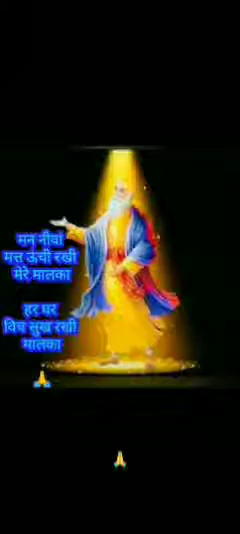 मन नीवां
मत्त ऊंची रखी
मेरे मालका
हर घर
विच सुख रखी
मालका
🙏
🙏